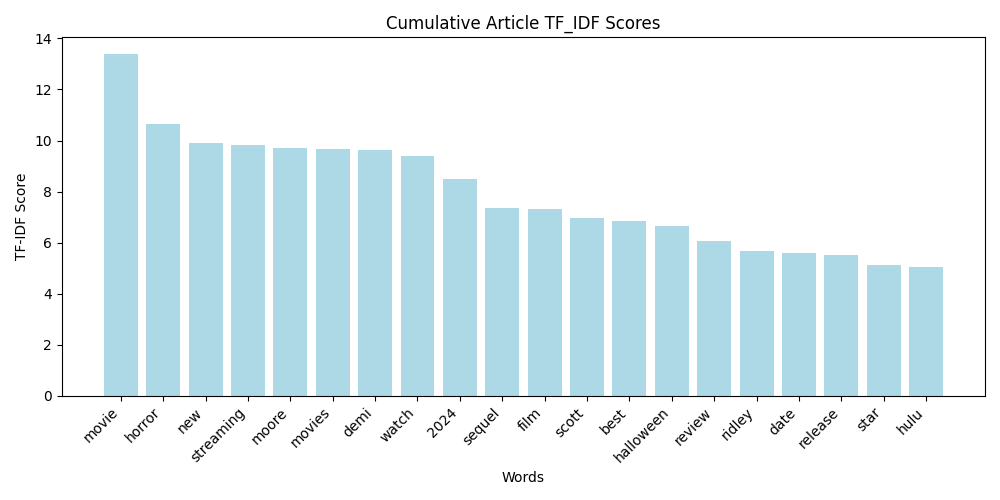 Cumulative Article TF_IDF Scores
TF-IDF Score
14
12
10
8
6
4
2
0
movie
horror
new
streaming
moore
movies
demi
watch
2024
sequel
film
scott
best
halloween
review
ridley
date
release
star
hulu
Words